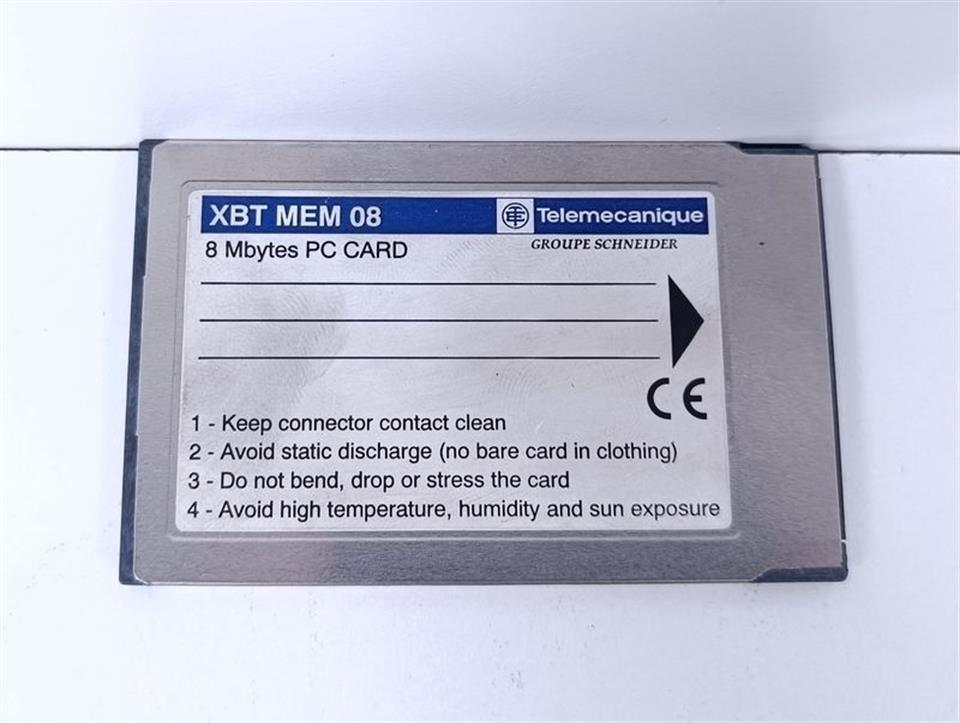 XBT MEM 08
Telemecanique
8 Mbytes PC CARD
GROUPE SCHNEIDER
CE
1 - Keep connector contact clean
2 - Avoid static discharge (no bare card in clothing)
3 - Do not bend, drop or stress the card
4 - Avoid high temperature, humidity and sun exposure